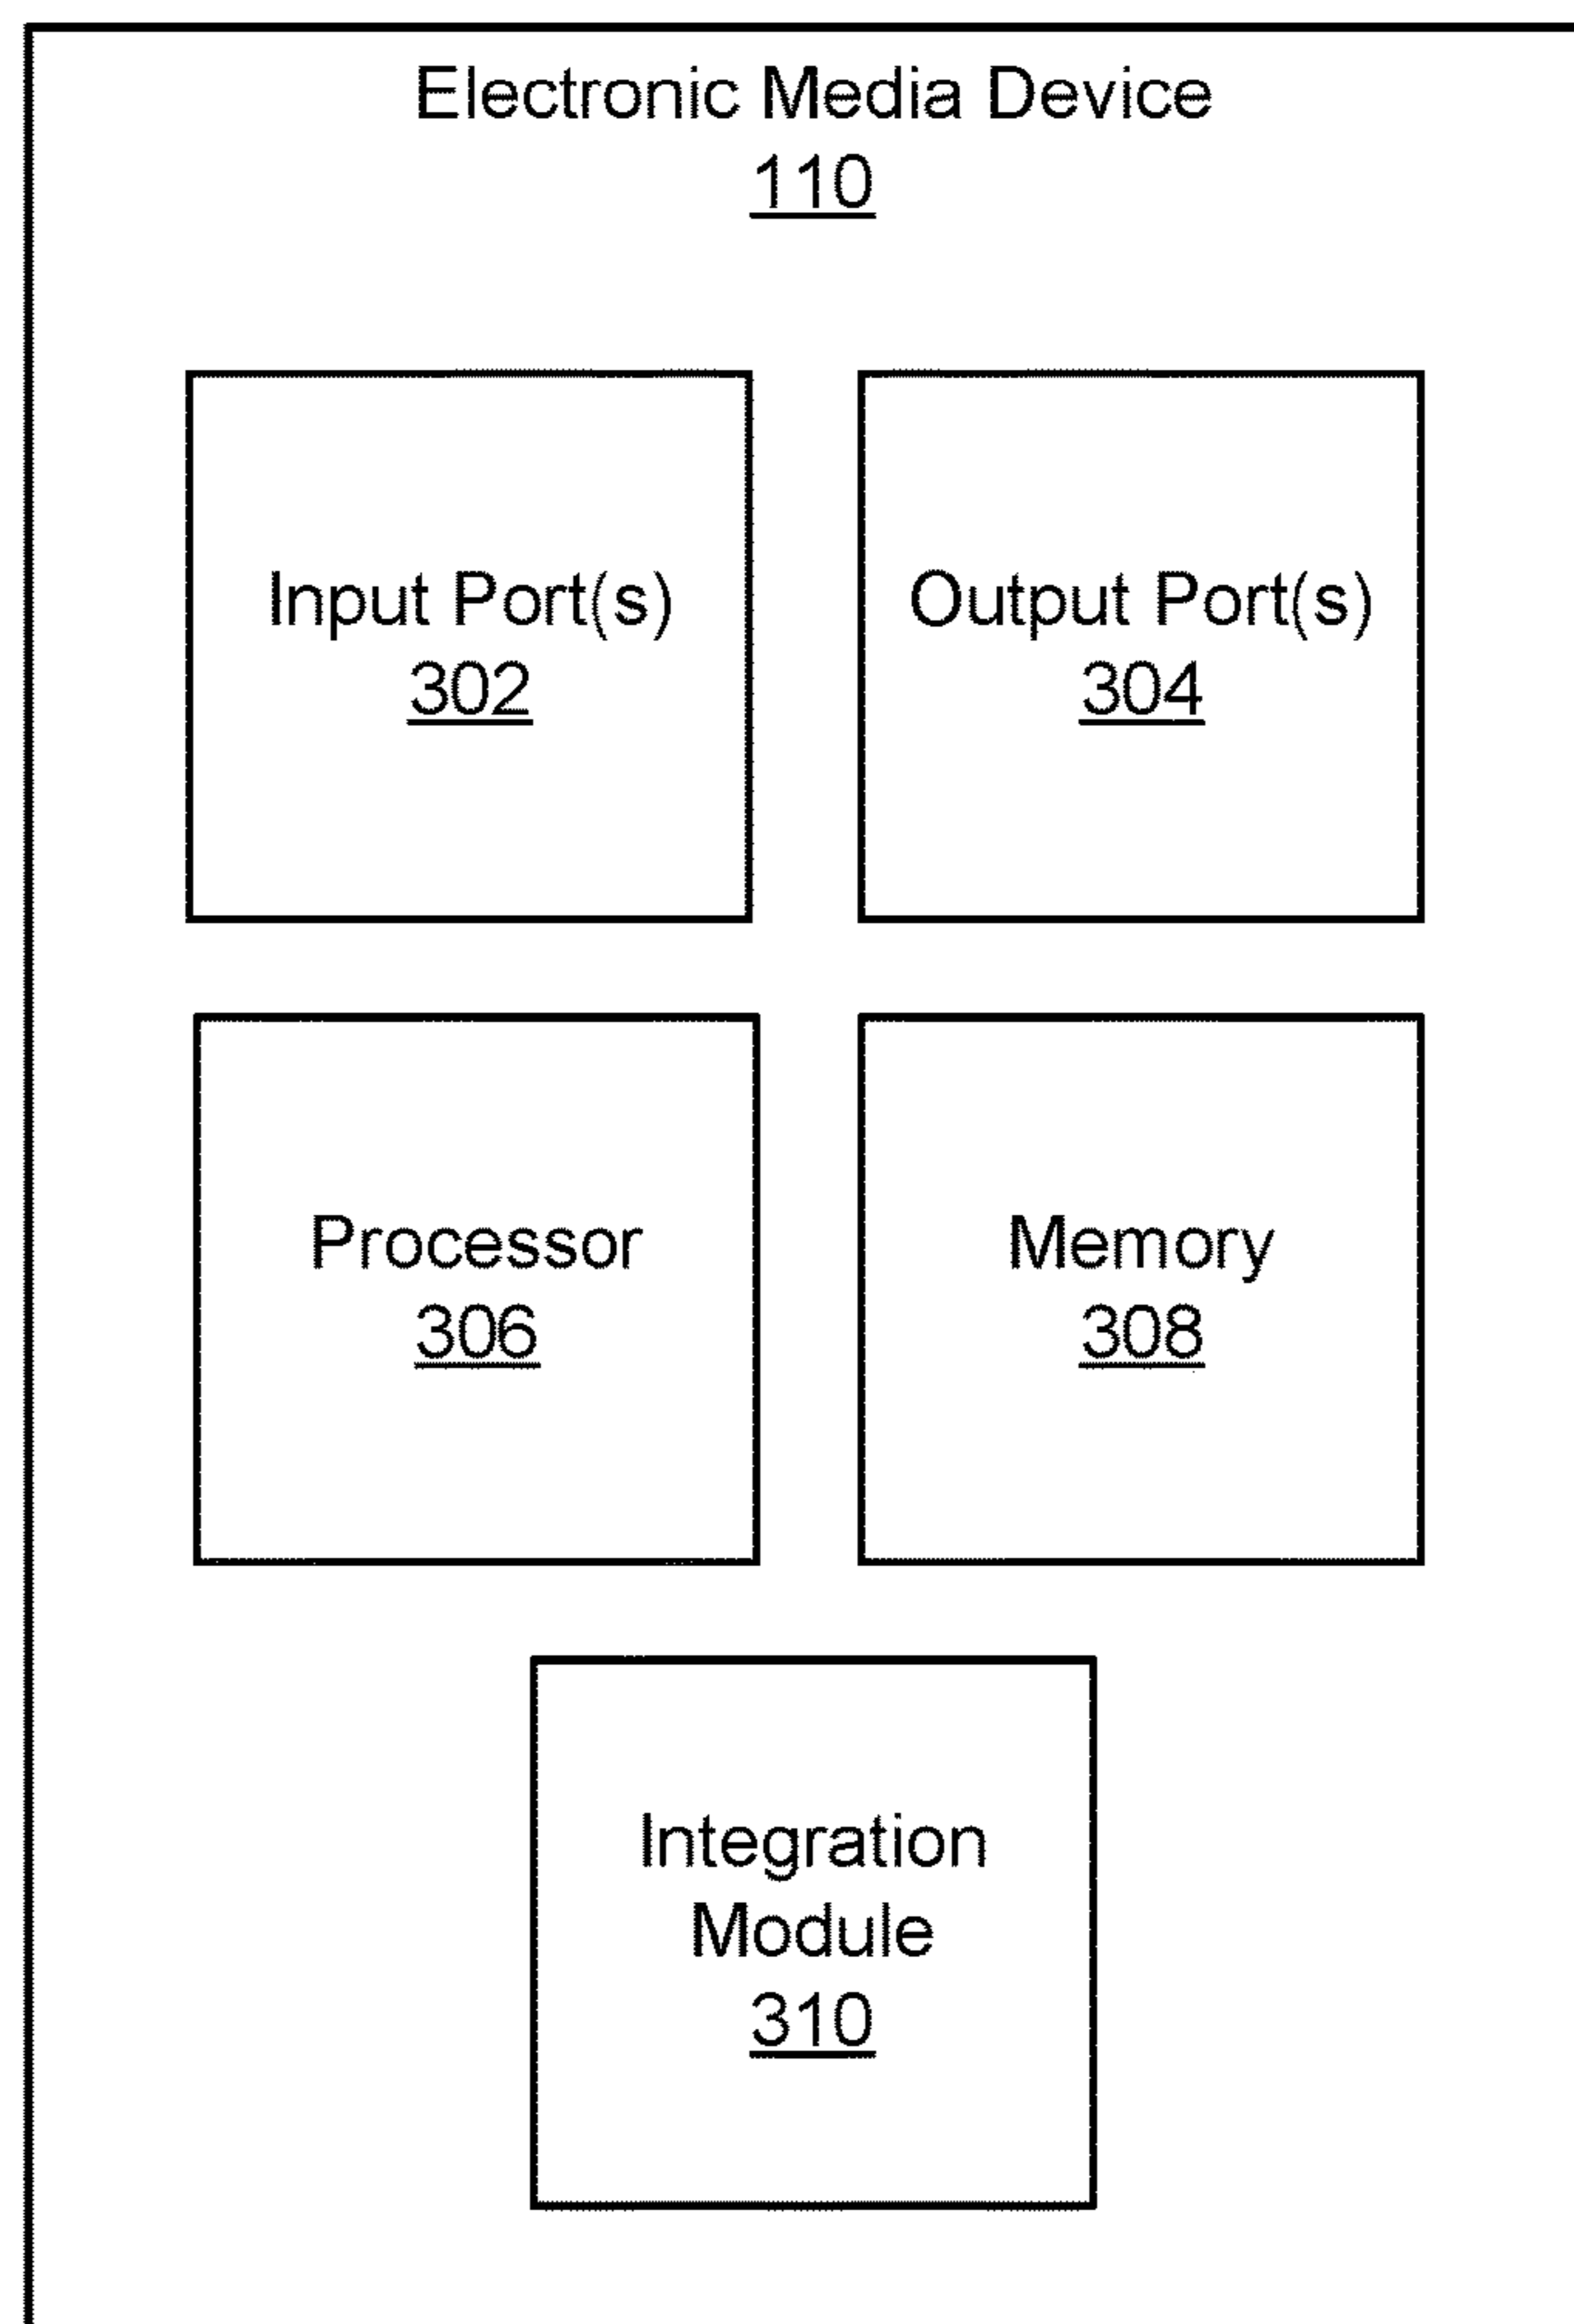 Electronic Media Device
110
Input Port(s)
302
Output Port(s)
304
Processor
306
Memory
308
Integration
Module
310